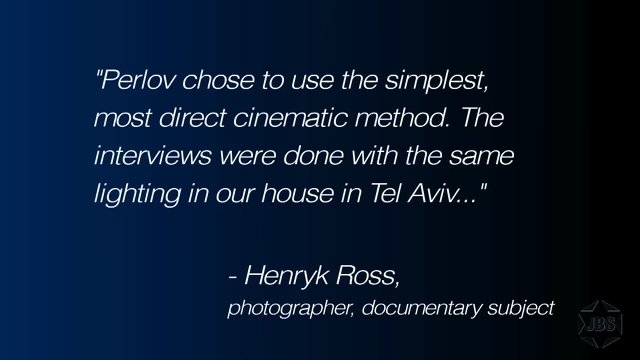 "Perlov chose to use the simplest,
most direct cinematic method. The
interviews were done with the same
lighting in our house in Tel Aviv..."
- Henryk Ross,
photographer, documentary subject
JBS